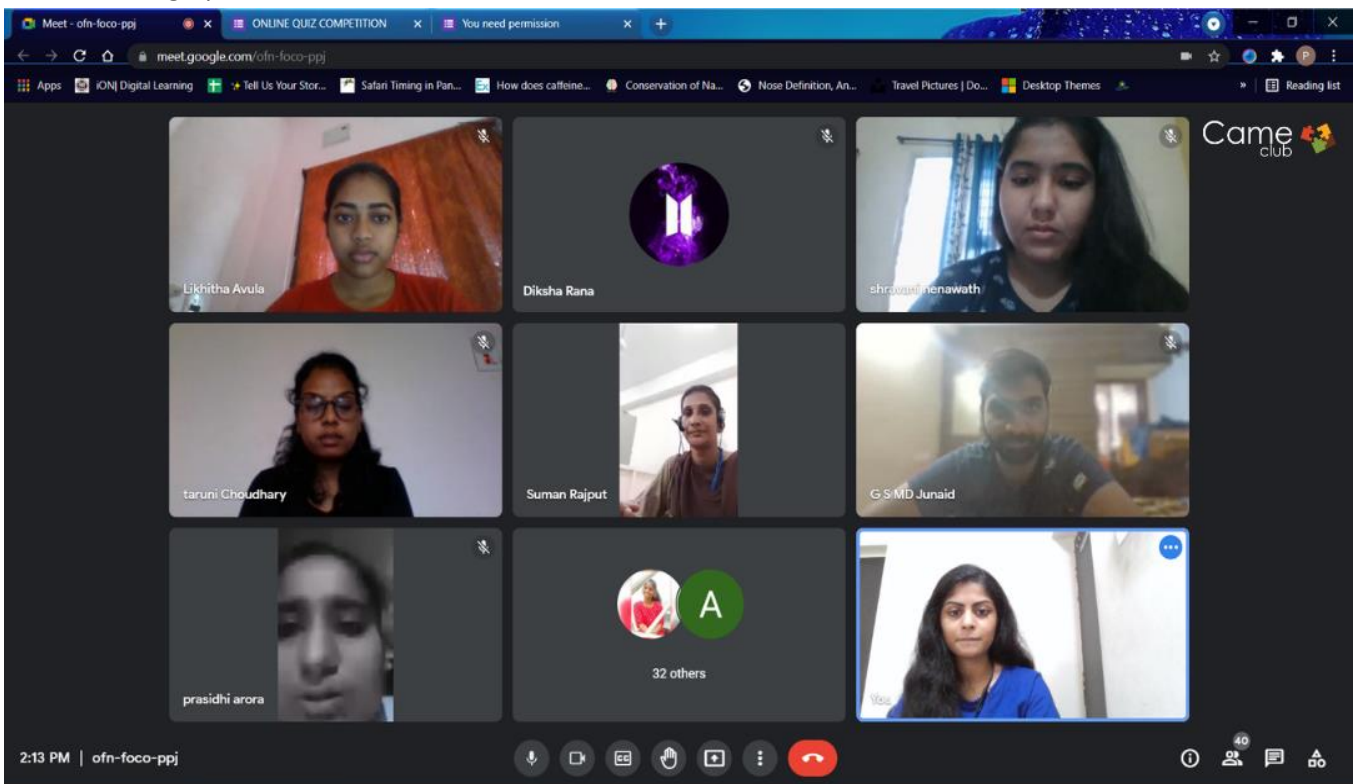 Meet - ofn-foco-ppj
ONLINE QUIZ COMPETITION
You need permission
meet.google.com/ofn-foco-ppj
P
Apps
iON| Digital Learning
Tell Us Your Stor...
Safari Timing in Pan...
How does caffeine...
Conservation of Na...
Nose Definition, An...
Travel Pictures | Do...
Desktop Themes
»
Reading list
Came
club
Likhitha Avula
Diksha Rana
shravani nenawath
taruni Choudhary
Suman Rajput
G S MD Junaid
prasidhi arora
A
32 others
You
2:13 PM | ofn-foco-ppj
CC
40